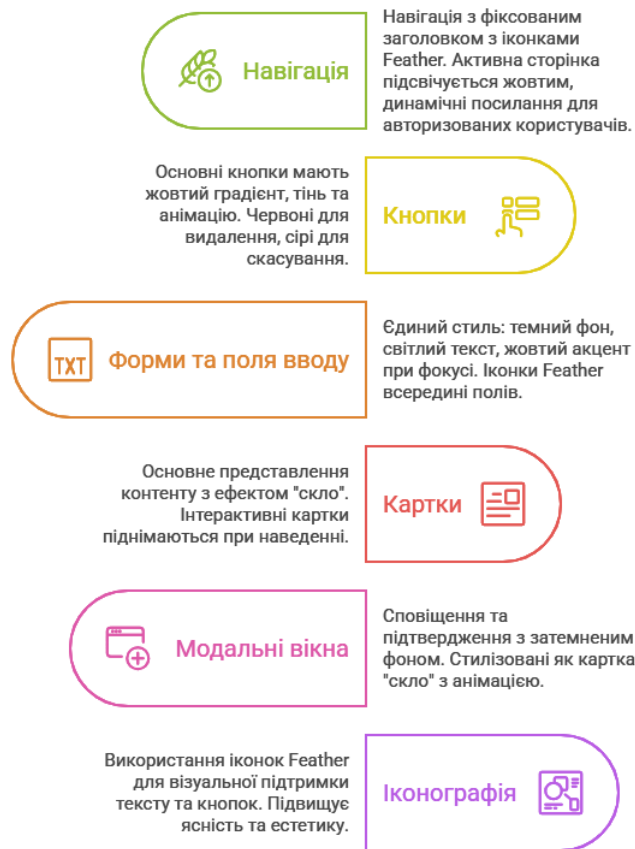 Навігація
Навігація з фіксованим
заголовком з іконками
Feather. Активна сторінка
підсвічується жовтим,
динамічні посилання для
авторизованих користувачів.
Основні кнопки мають
жовтий градієнт, тінь та
анімацію. Червоні для
видалення, сірі для
скасування.
Кнопки
TXT
Форми та поля вводу
Єдиний стиль: темний фон,
світлий текст, жовтий акцент
при фокусі. Іконки Feather
всередині полів.
Основне представлення
контенту з ефектом "скло".
Інтерактивні картки
піднімаються при наведенні.
Картки
Модальні вікна
Сповіщення та
підтвердження з затемненим
фоном. Стилізовані як картка
"скло" з анімацією.
Використання іконок Feather
для візуальної підтримки
тексту та кнопок. Підвищує
ясність та естетику.
Іконографія